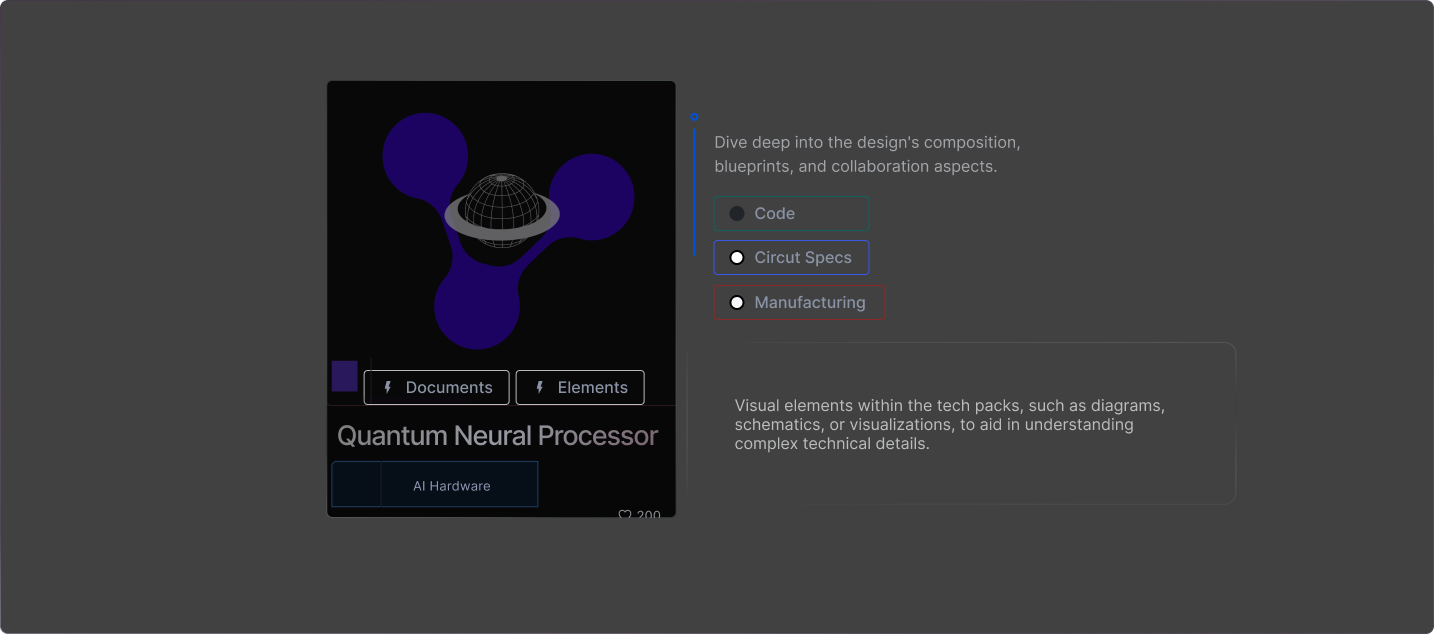 Dive deep into the design's composition,
blueprints, and collaboration aspects.
Code
Circut Specs
Manufacturing
Documents
Elements
Quantum Neural Processor
AI Hardware
200
Visual elements within the tech packs, such as diagrams,
schematics, or visualizations, to aid in understanding
complex technical details.